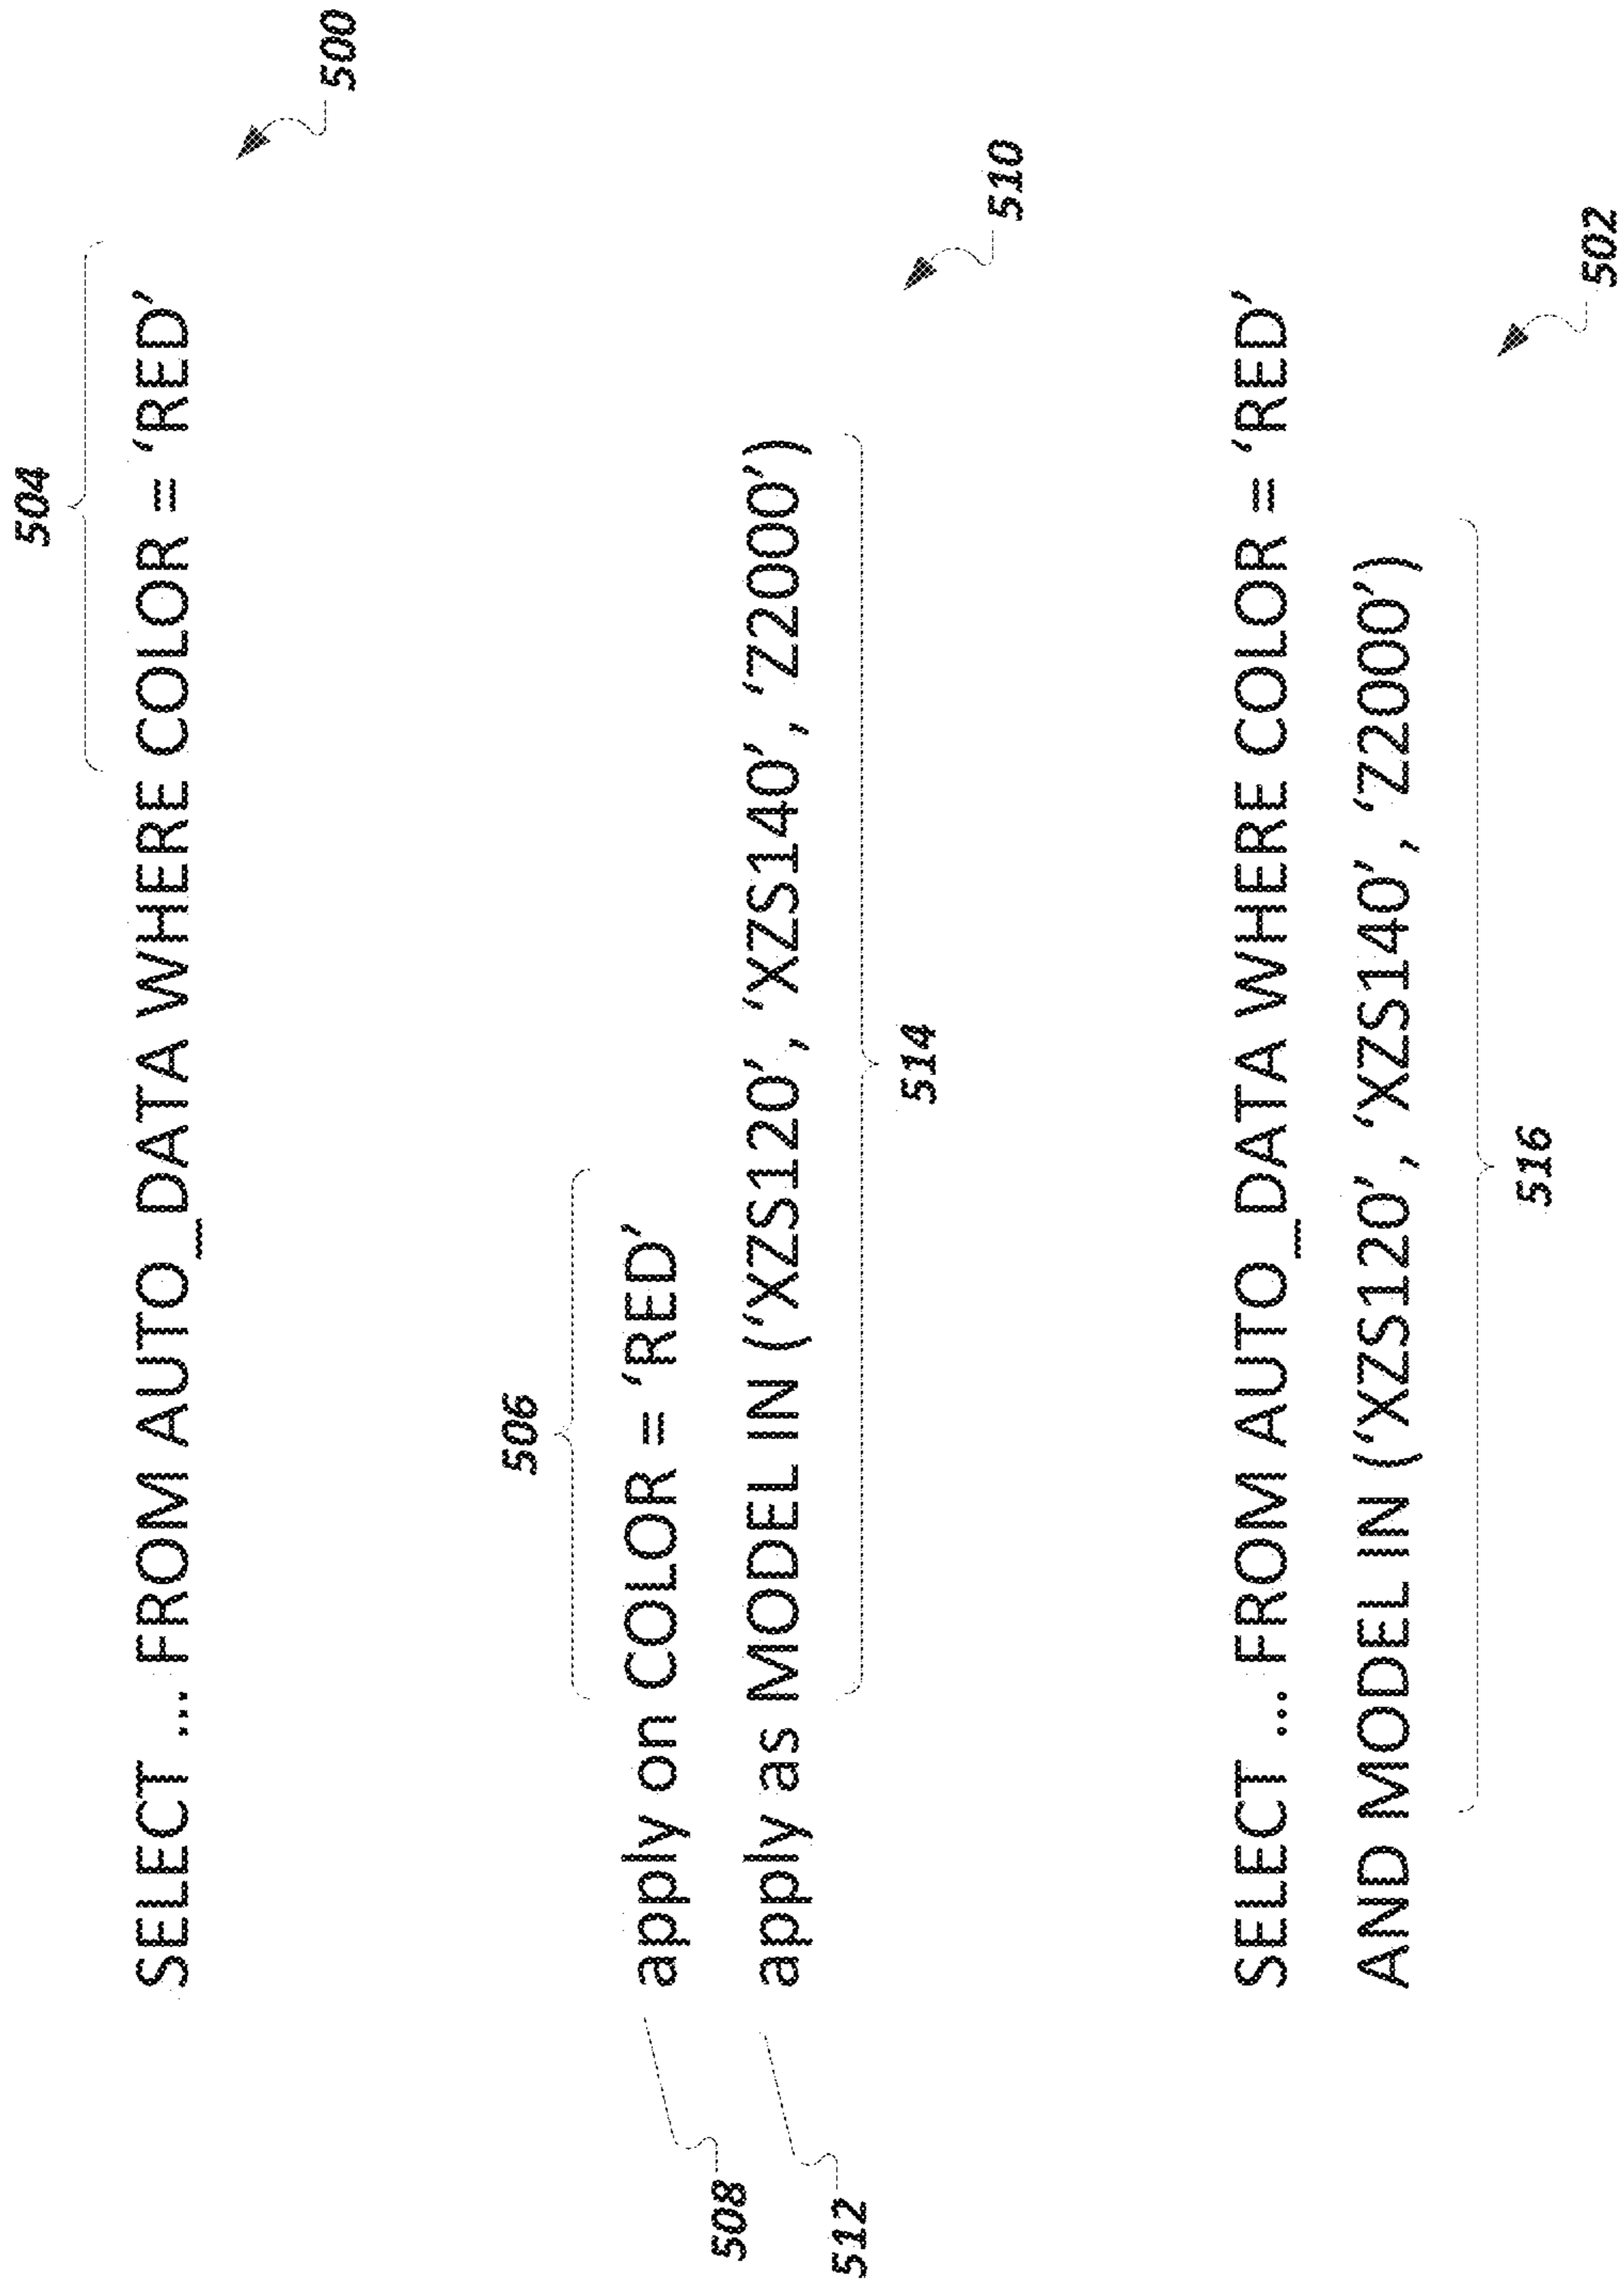 504
SELECT ... FROM AUTO_DATA WHERE COLOR = ‘RED’
500
506
508
apply on COLOR = ‘RED’
512
apply as MODEL IN (‘XZS120’, ‘XZS140’, ‘Z2000’)
514
510
SELECT ... FROM AUTO_DATA WHERE COLOR = ‘RED’
AND MODEL IN (‘XZS120’, ‘XZS140’, ‘Z2000’)
516
502